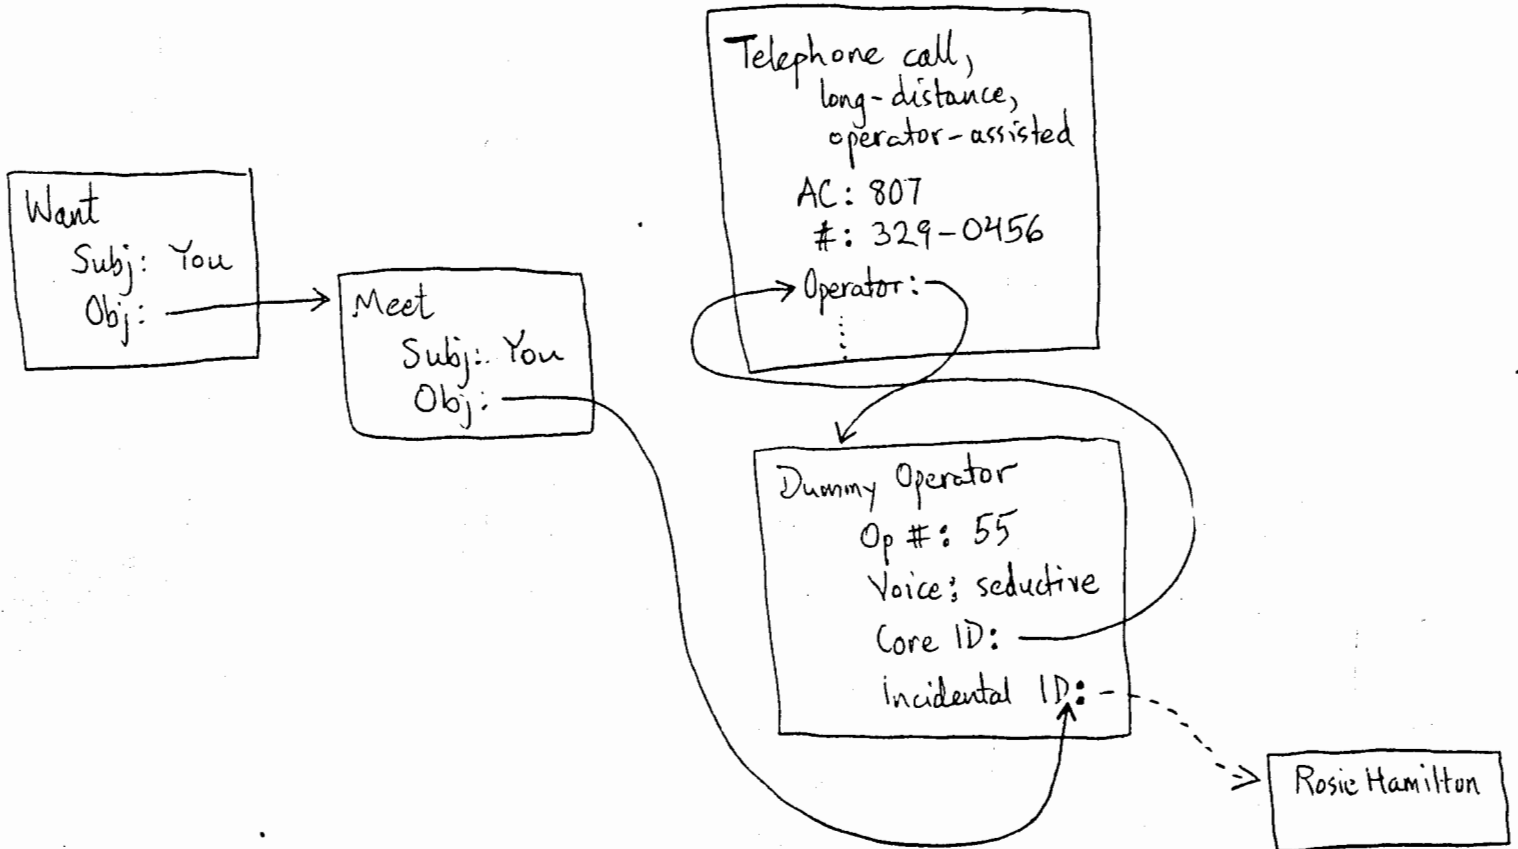 Want
Subj: You
Obj:
Meet
Subj: You
Obj:
Telephone call,
long-distance,
operator-assisted
AC: 807
#: 329-0456
Operator:
Dummy Operator
Op #: 55
Voice: seductive
Core ID:
Incidental ID:
Rosie Hamilton